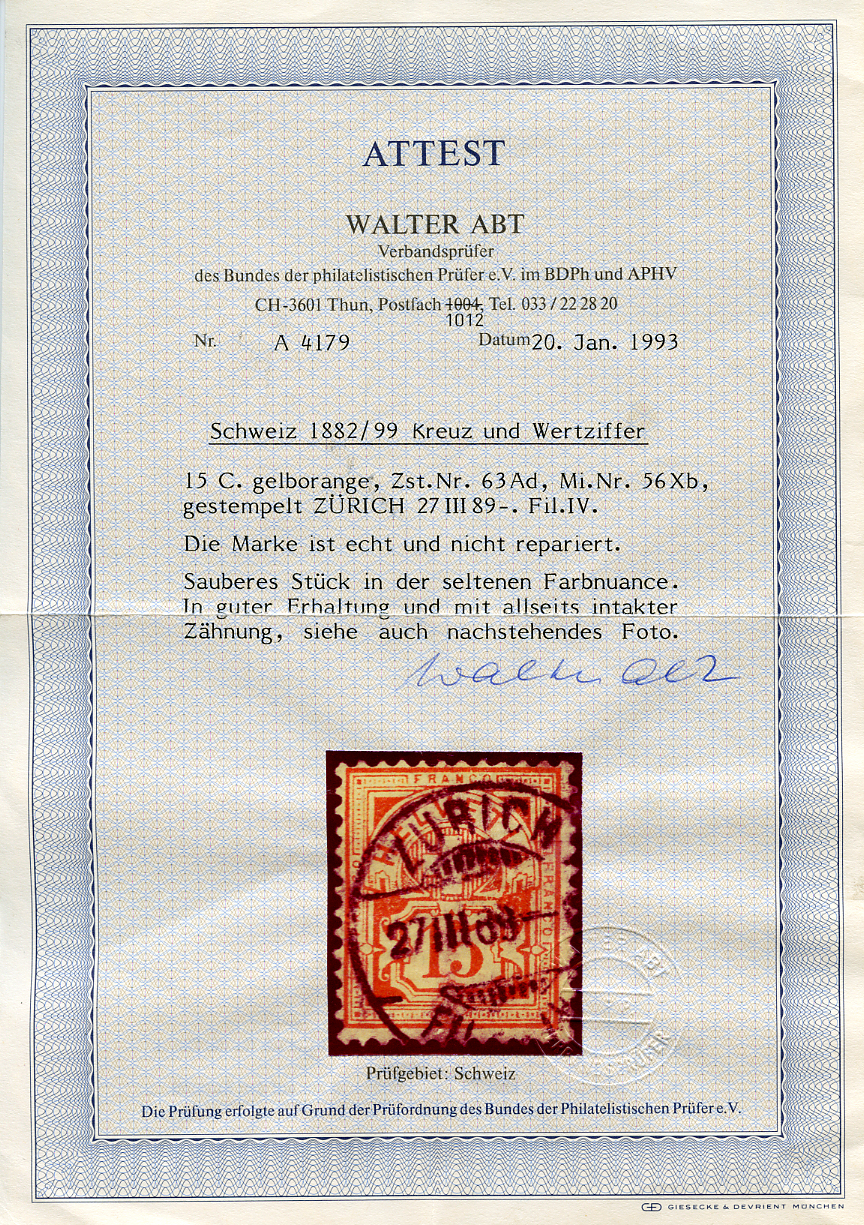 ATTEST
WALTER ABT
Verbandsprüfer
des Bundes der philatelistischen Prüfer e.V. im BDPh und APHV
CH-3601 Thun, Postfach 1004, Tel. 033 / 22 28 20
1012
Nr. A 4179 Datum 20. Jan. 1993
Schweiz 1882/99 Kreuz und Wertziffer
15 C. gelborange, Zst.Nr. 63Ad, Mi.Nr. 56Xb,
gestempelt ZÜRICH 27 III 89-. Fil.IV.
Die Marke ist echt und nicht repariert.
Sauberes Stück in der seltenen Farbnuance.
In guter Erhaltung und mit allseits intakter
Zähnung, siehe auch nachstehendes Foto.
Walter Abt
FRANCO
ZÜRICH
27 III 89-
15
Prüfgebiet: Schweiz
Die Prüfung erfolgte auf Grund der Prüfordnung des Bundes der Philatelistischen Prüfer e.V.
GIESECKE & DEVRIENT MÜNCHEN